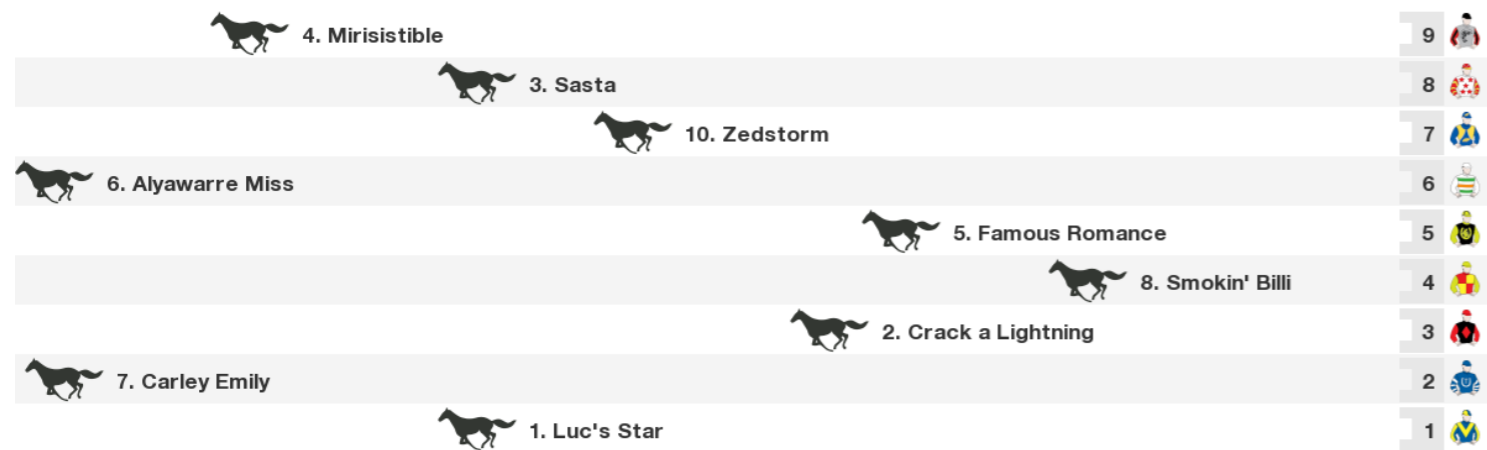 4. Mirisistible 9
3. Sasta 8
10. Zedstorm 7
6. Alyawarre Miss 6
5. Famous Romance 5
8. Smokin' Billi 4
2. Crack a Lightning 3
7. Carley Emily 2
1. Luc's Star 1